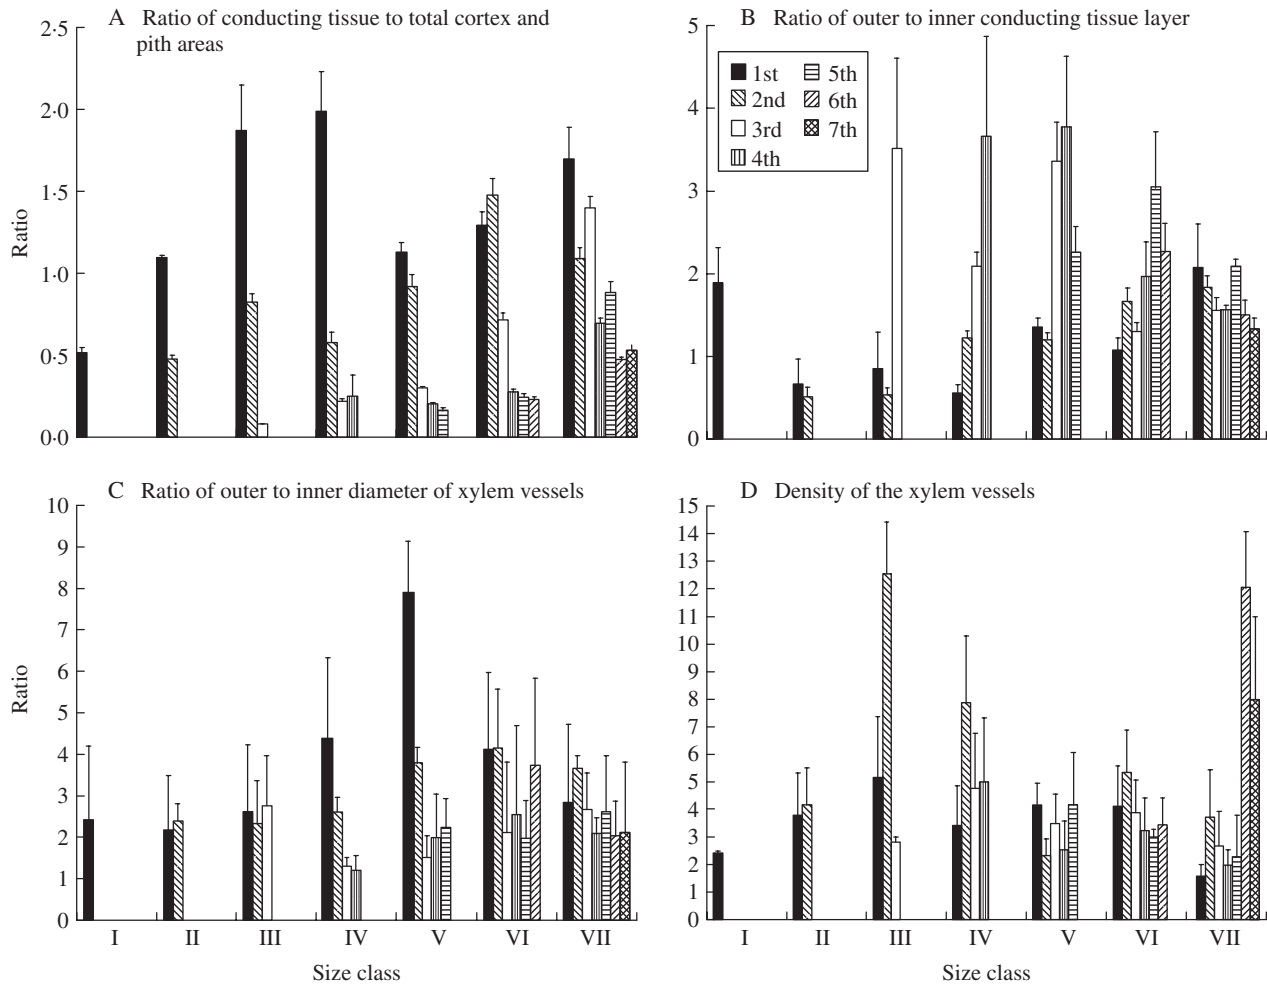 A Ratio of conducting tissue to total cortex and
pith areas
2·5
2·0
1·5
1·0
0·5
0·0
Ratio
B Ratio of outer to inner conducting tissue layer
5
4
3
2
1
0
1st
2nd
3rd
4th
5th
6th
7th
C Ratio of outer to inner diameter of xylem vessels
10
9
8
7
6
5
4
3
2
1
0
Ratio
I II III IV V VI VII
Size class
D Density of the xylem vessels
15
14
13
12
11
10
9
8
7
6
5
4
3
2
1
0
I II III IV V VI VII
Size class